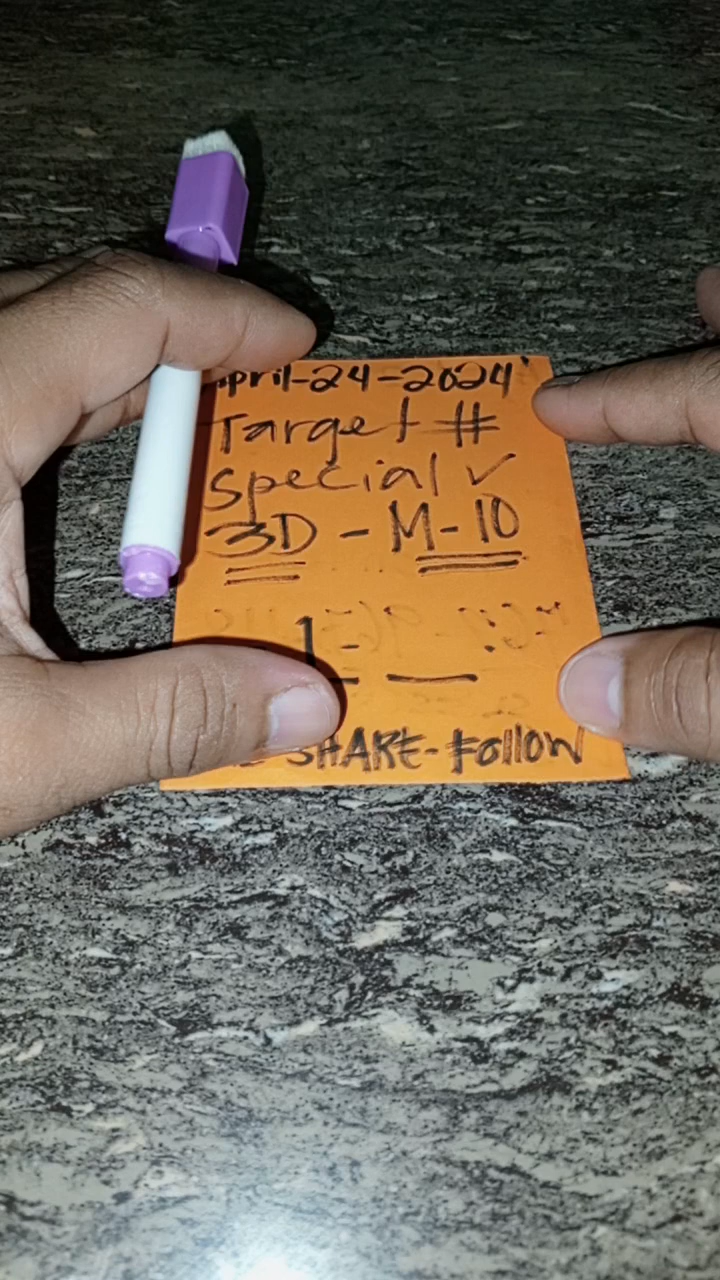 April-24-2024
Target #
Special ✓
3D - M-10
1
SHARE-Follow